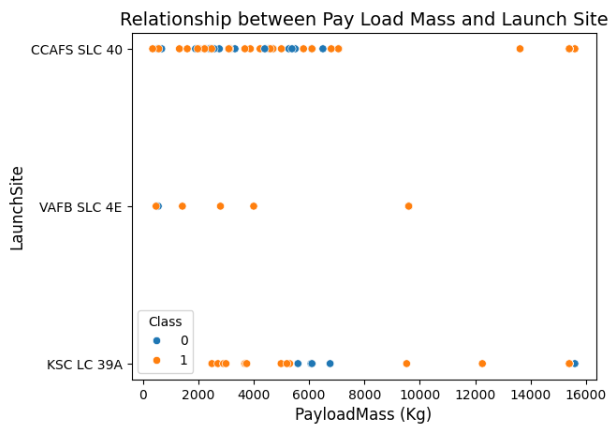 Relationship between Pay Load Mass and Launch Site
CCAFS SLC 40
VAFB SLC 4E
KSC LC 39A
LaunchSite
Class
0
1
0 2000 4000 6000 8000 10000 12000 14000 16000
PayloadMass (Kg)